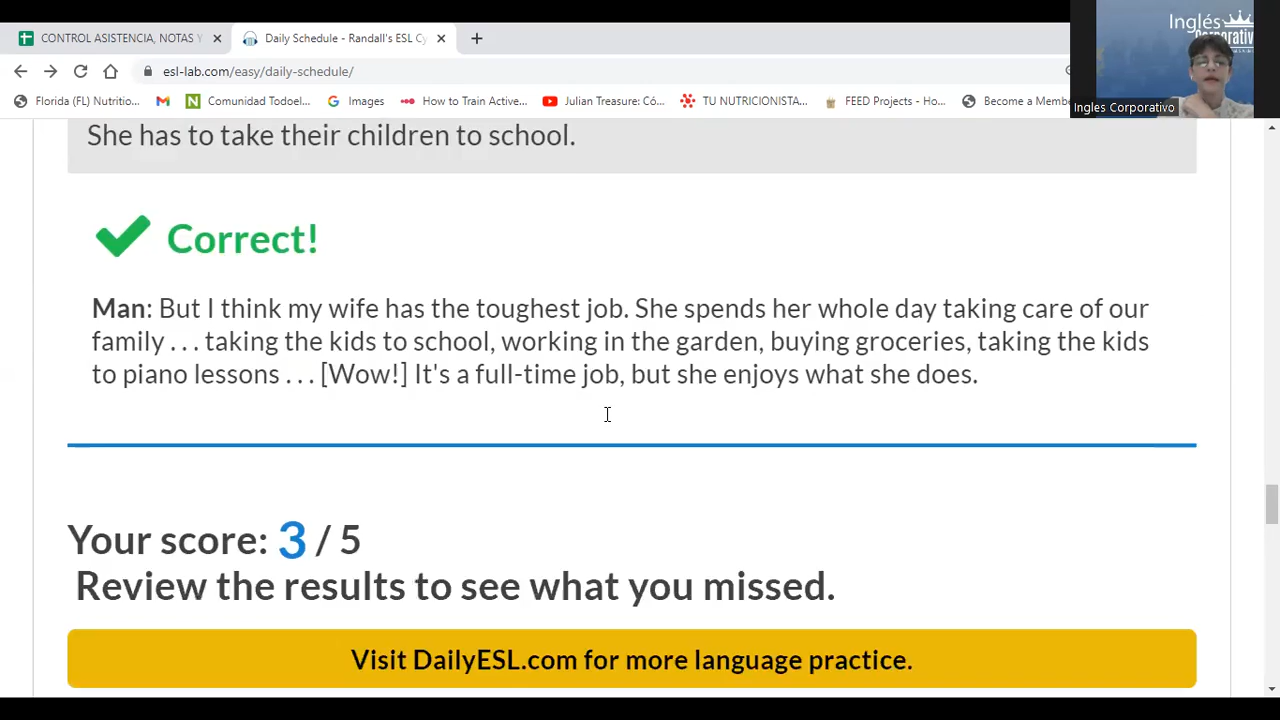 CONTROL ASISTENCIA, NOTAS Y
Daily Schedule - Randall's ESL Cy
esl-lab.com/easy/daily-schedule/
Florida (FL) Nutritio...
Comunidad Todoel...
Images
How to Train Active...
Julian Treasure: Có...
TU NUTRICIONISTA...
FEED Projects - Ho...
Become a Membe
Inglés
Corporativ
Ingles Corporativo
She has to take their children to school.
Correct!
Man: But I think my wife has the toughest job. She spends her whole day taking care of our
family . . . taking the kids to school, working in the garden, buying groceries, taking the kids
to piano lessons . . . [Wow!] It's a full-time job, but she enjoys what she does.
Your score: 3 / 5
Review the results to see what you missed.
Visit DailyESL.com for more language practice.